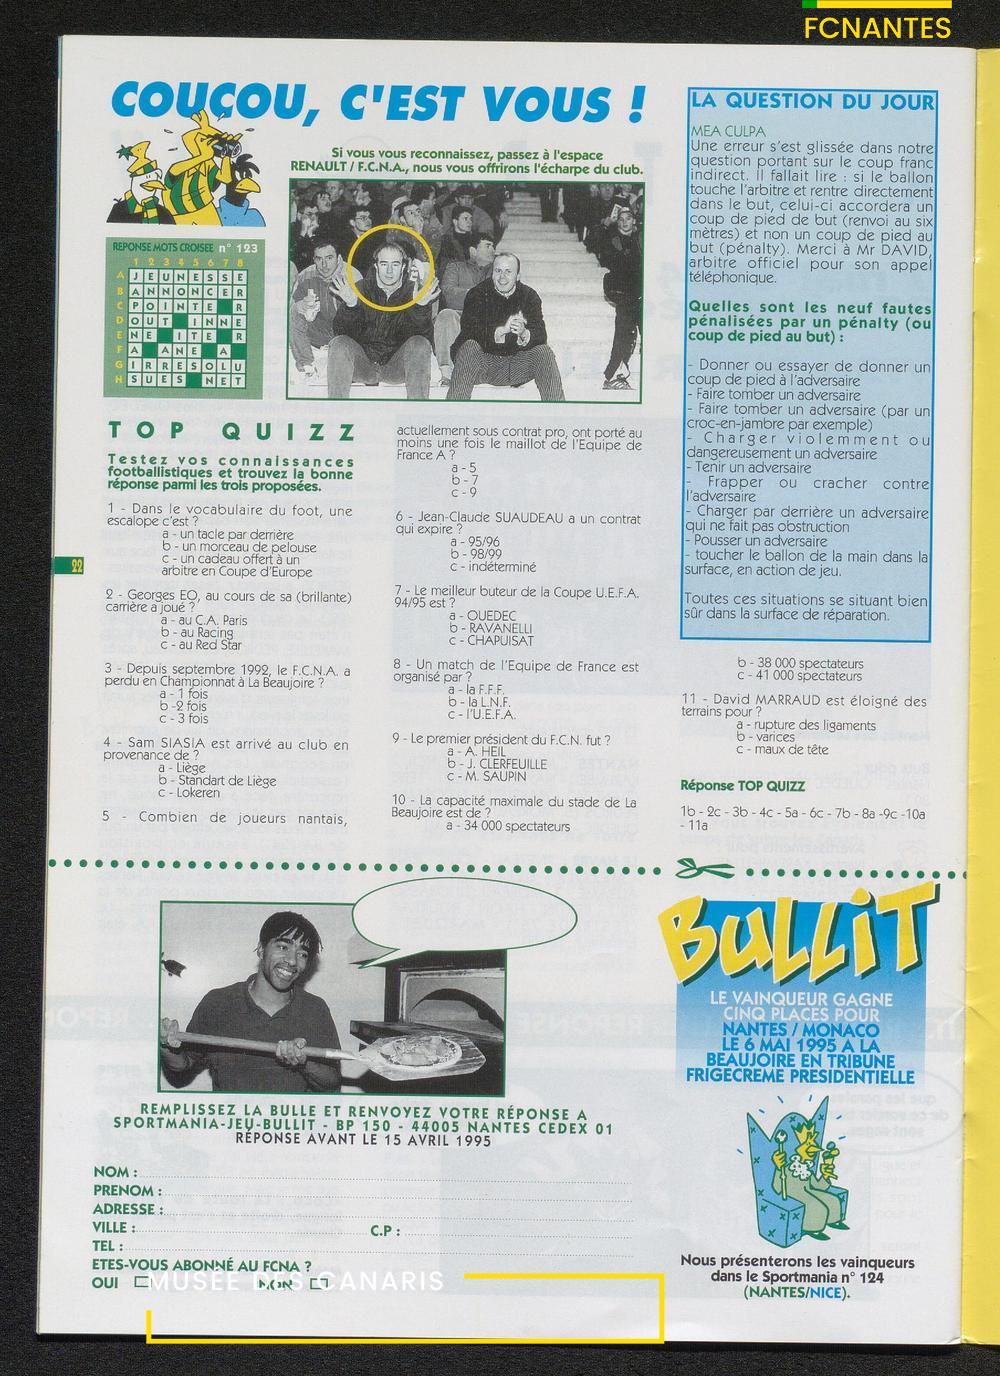 FCNANTES
COUCOU, C'EST VOUS !
Si vous vous reconnaissez, passez à l'espace
RENAULT / F.C.N.A., nous vous offrirons l'écharpe du club.
REPONSE MOTS CROISEE n° 123
1 2 3 4 5 6 7 8
A J E U N E S S E
B A N N O N C E R
C P O I N T E R
D O U T I N N E
E N E I T E R
F A A N E A
G I R R E S O L U
H S U E S N E T
TOP QUIZZ
Testez vos connaissances
footballistiques et trouvez la bonne
réponse parmi les trois proposées.
1 - Dans le vocabulaire du foot, une
escalope c'est ?
a - un tacle par derrière
b - un morceau de pelouse
c - un cadeau offert à un
arbitre en Coupe d'Europe
2 - Georges EO, au cours de sa (brillante)
carrière a joué ?
a - au C.A. Paris
b - au Racing
c - au Red Star
3 - Depuis septembre 1992, le F.C.N.A. a
perdu en Championnat à La Beaujoire ?
a - 1 fois
b -2 fois
c - 3 fois
4 - Sam SIASIA est arrivé au club en
provenance de ?
a - Liège
b - Standart de Liège
c - Lokeren
5 - Combien de joueurs nantais,
actuellement sous contrat pro, ont porté au
moins une fois le maillot de l'Equipe de
France A ?
a - 5
b - 7
c - 9
6 - Jean-Claude SUAUDEAU a un contrat
qui expire ?
a - 95/96
b - 98/99
c - indéterminé
7 - Le meilleur buteur de la Coupe U.E.F.A.
94/95 est ?
a - OUEDEC
b - RAVANELLI
c - CHAPUISAT
8 - Un match de l'Equipe de France est
organisé par ?
a - la F.F.F.
b - la L.N.F.
c - l'U.E.F.A.
9 - Le premier président du F.C.N. fut ?
a - A. HEIL
b - J. CLERFEUILLE
c - M. SAUPIN
10 - La capacité maximale du stade de La
Beaujoire est de ?
a - 34 000 spectateurs
LA QUESTION DU JOUR
MEA CULPA
Une erreur s'est glissée dans notre
question portant sur le coup franc
indirect. Il fallait lire : si le ballon
touche l'arbitre et rentre directement
dans le but, celui-ci accordera un
coup de pied de but (renvoi au six
mètres) et non un coup de pied au
but (pénalty). Merci à Mr DAVID,
arbitre officiel pour son appel
téléphonique.
Quelles sont les neuf fautes
pénalisées par un pénalty (ou
coup de pied au but) :
- Donner ou essayer de donner un
coup de pied à l'adversaire
- Faire tomber un adversaire
- Faire tomber un adversaire (par un
croc-en-jambre par exemple)
- Charger violemment ou
dangereusement un adversaire
- Tenir un adversaire
- Frapper ou cracher contre
l'adversaire
- Charger par derrière un adversaire
qui ne fait pas obstruction
- Pousser un adversaire
- toucher le ballon de la main dans la
surface, en action de jeu.
Toutes ces situations se situant bien
sûr dans la surface de réparation.
b - 38 000 spectateurs
c - 41 000 spectateurs
11 - David MARRAUD est éloigné des
terrains pour ?
a - rupture des ligaments
b - varices
c - maux de tête
Réponse TOP QUIZZ
1b - 2c - 3b - 4c - 5a - 6c - 7b - 8a -9c -10a
- 11a
22
BULLIT
LE VAINQUEUR GAGNE
CINQ PLACES POUR
NANTES / MONACO
LE 6 MAI 1995 A LA
BEAUJOIRE EN TRIBUNE
FRIGECREME PRESIDENTIELLE
REMPLISSEZ LA BULLE ET RENVOYEZ VOTRE RÉPONSE A
SPORTMANIA-JEU-BULLIT - BP 150 - 44005 NANTES CEDEX 01
RÉPONSE AVANT LE 15 AVRIL 1995
NOM :
PRENOM :
ADRESSE :
VILLE : C.P :
TEL :
ETES-VOUS ABONNÉ AU FCNA ?
OUI NON
Nous présenterons les vainqueurs
dans le Sportmania n° 124
(NANTES/NICE).
MUSÉE DES CANARIS